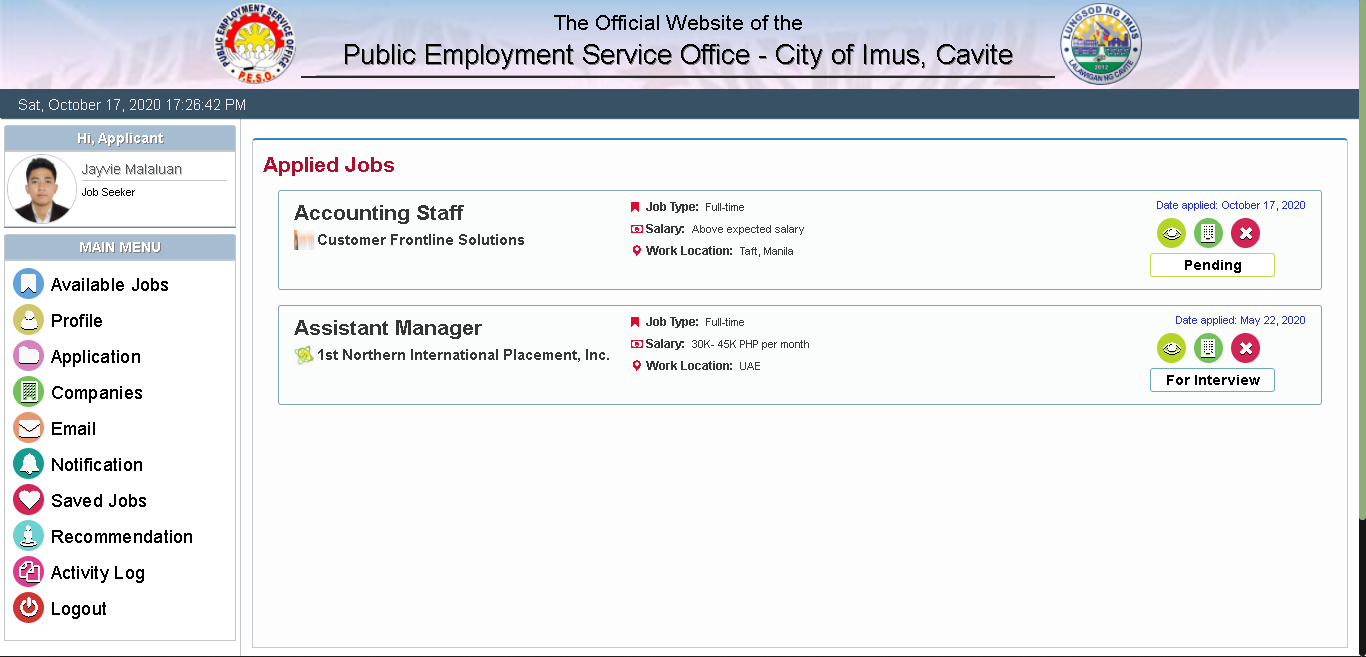 PUBLIC EMPLOYMENT SERVICE OFFICE
P.E.S.O.
The Official Website of the
Public Employment Service Office - City of Imus, Cavite
LUNGSOD NG IMUS
LALAWIGAN NG CAVITE
2012
Sat, October 17, 2020 17:26:42 PM
Hi, Applicant
Jayvie Malaluan
Job Seeker
MAIN MENU
Available Jobs
Profile
Application
Companies
Email
Notification
Saved Jobs
Recommendation
Activity Log
Logout
Applied Jobs
Accounting Staff
Customer Frontline Solutions
Job Type: Full-time
Salary: Above expected salary
Work Location: Taft, Manila
Date applied: October 17, 2020
Pending
Assistant Manager
1st Northern International Placement, Inc.
Job Type: Full-time
Salary: 30K- 45K PHP per month
Work Location: UAE
Date applied: May 22, 2020
For Interview